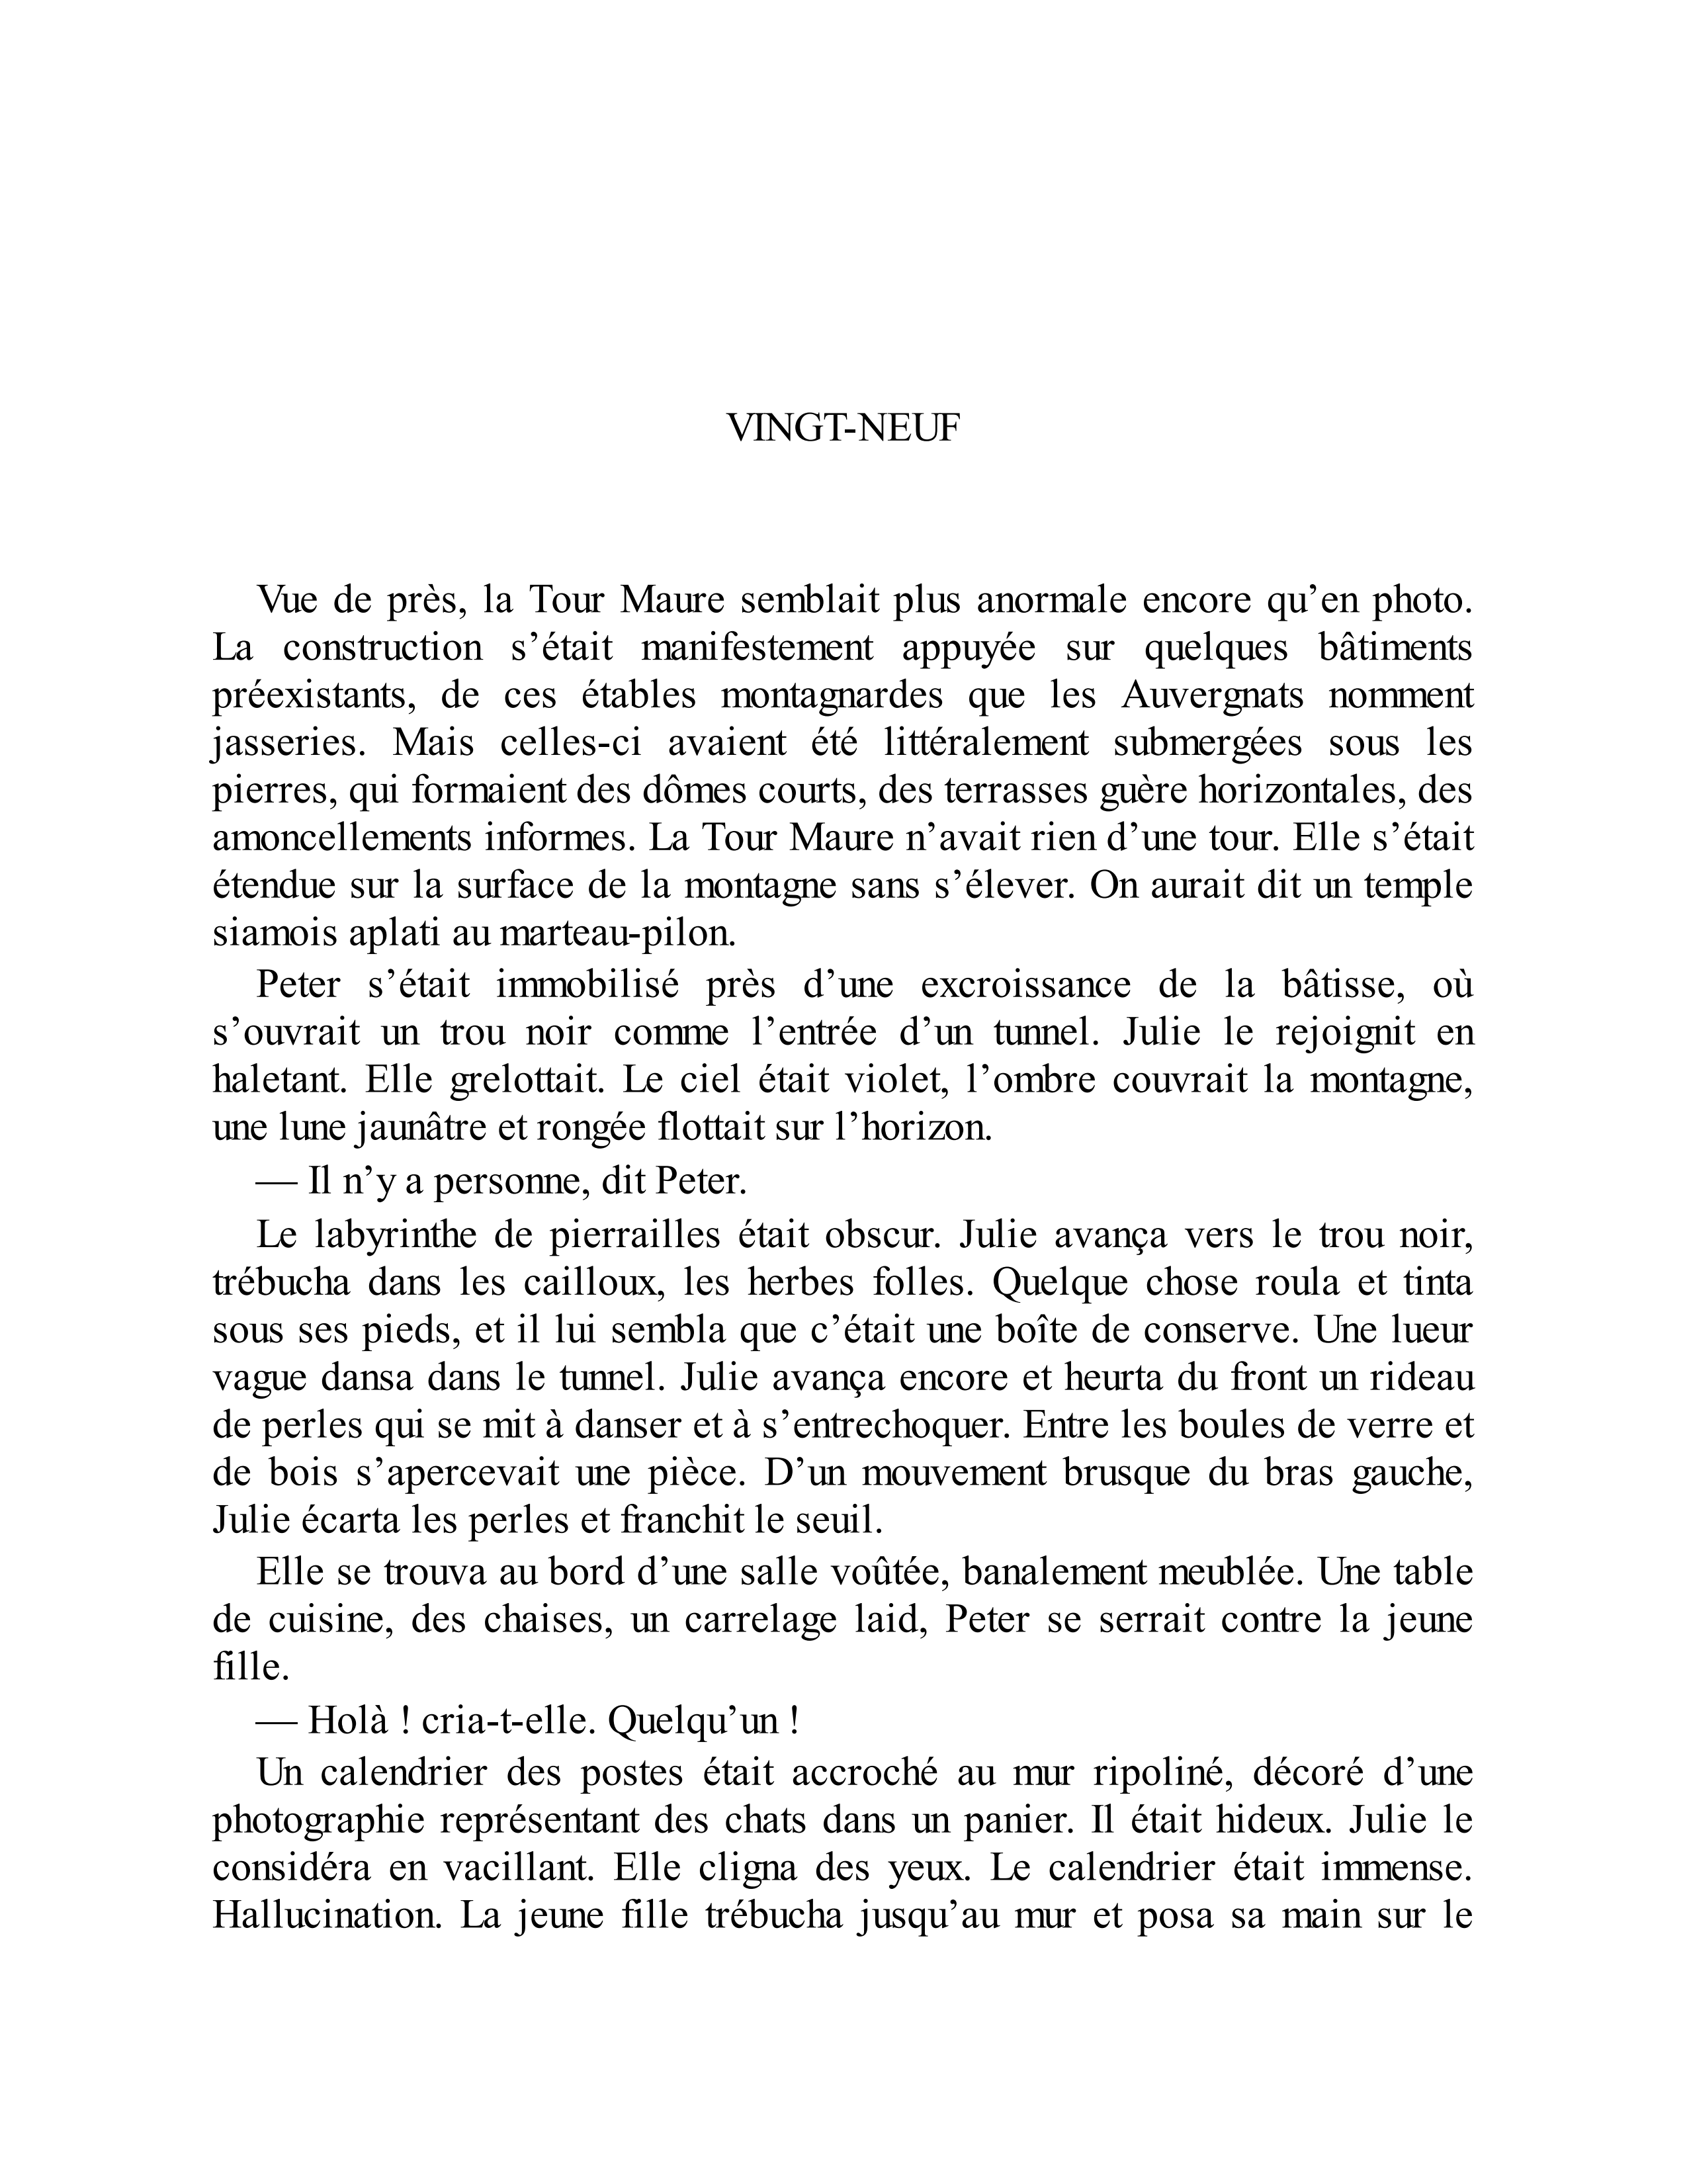 VINGT-NEUF
Vue de près, la Tour Maure semblait plus anormale encore qu’en photo.
La construction s’était manifestement appuyée sur quelques bâtiments
préexistants, de ces étables montagnardes que les Auvergnats nomment
jasseries. Mais celles-ci avaient été littéralement submergées sous les
pierres, qui formaient des dômes courts, des terrasses guère horizontales, des
amoncellements informes. La Tour Maure n’avait rien d’une tour. Elle s’était
étendue sur la surface de la montagne sans s’élever. On aurait dit un temple
siamois aplati au marteau-pilon.
Peter s’était immobilisé près d’une excroissance de la bâtisse, où
s’ouvrait un trou noir comme l’entrée d’un tunnel. Julie le rejoignit en
haletant. Elle grelottait. Le ciel était violet, l’ombre couvrait la montagne,
une lune jaunâtre et rongée flottait sur l’horizon.
— Il n’y a personne, dit Peter.
Le labyrinthe de pierrailles était obscur. Julie avança vers le trou noir,
trébucha dans les cailloux, les herbes folles. Quelque chose roula et tinta
sous ses pieds, et il lui sembla que c’était une boîte de conserve. Une lueur
vague dansa dans le tunnel. Julie avança encore et heurta du front un rideau
de perles qui se mit à danser et à s’entrechoquer. Entre les boules de verre et
de bois s’apercevait une pièce. D’un mouvement brusque du bras gauche,
Julie écarta les perles et franchit le seuil.
Elle se trouva au bord d’une salle voûtée, banalement meublée. Une table
de cuisine, des chaises, un carrelage laid, Peter se serrait contre la jeune
fille.
— Holà ! cria-t-elle. Quelqu’un !
Un calendrier des postes était accroché au mur ripoliné, décoré d’une
photographie représentant des chats dans un panier. Il était hideux. Julie le
considéra en vacillant. Elle cligna des yeux. Le calendrier était immense.
Hallucination. La jeune fille trébucha jusqu’au mur et posa sa main sur le